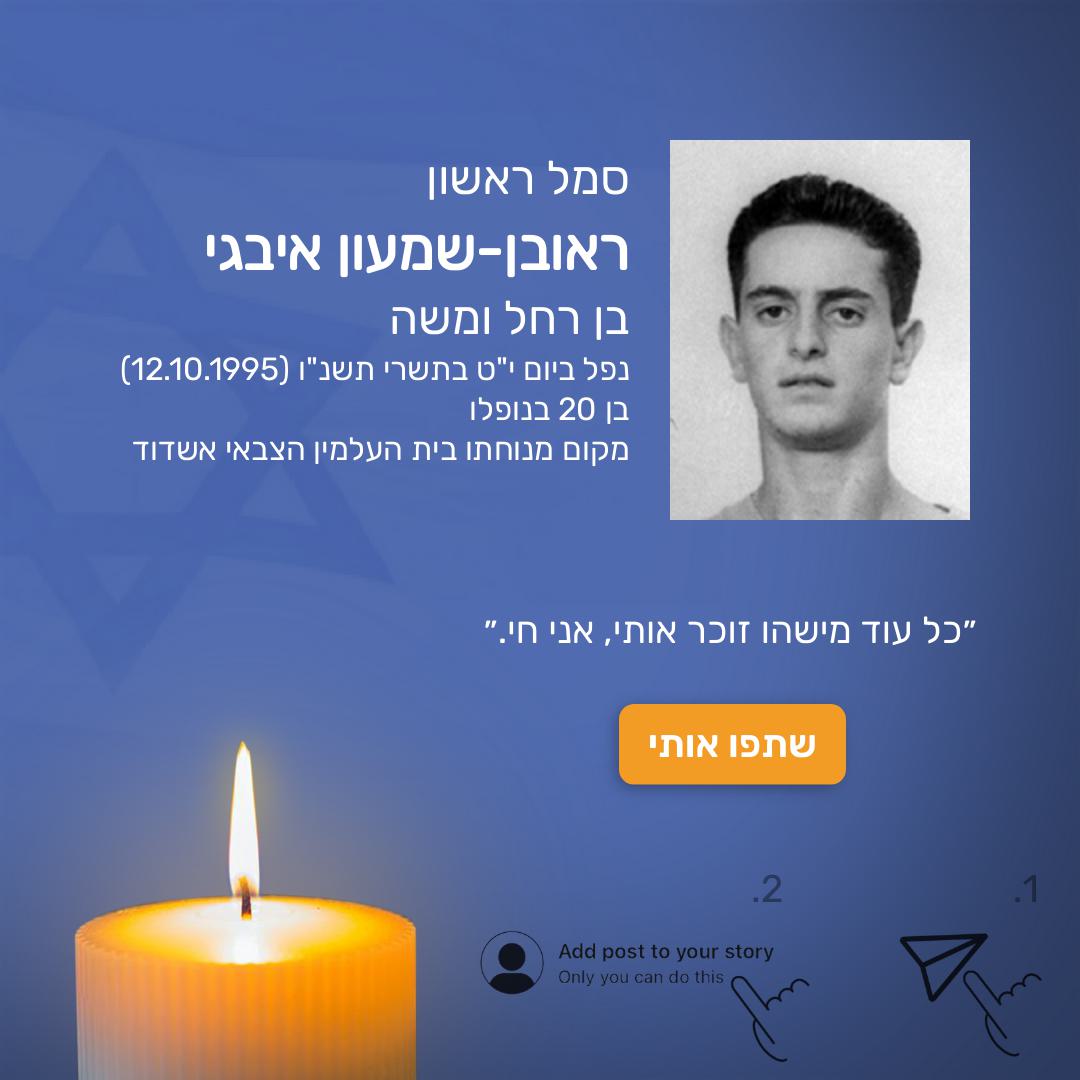 סמל ראשון
ראובן-שמעון איבגי
בן רחל ומשה
נפל ביום י"ט בתשרי תשנ"ו (12.10.1995)
בן 20 בנופלו
מקום מנוחתו בית העלמין הצבאי אשדוד
״כל עוד מישהו זוכר אותי, אני חי.״
שתפו אותי
1.
2.
Add post to your story
Only you can do this